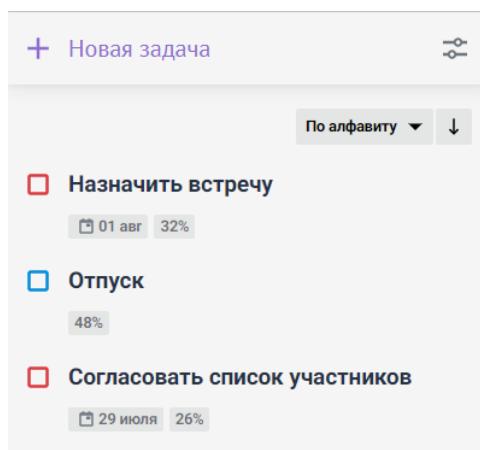 Новая задача
По алфавиту
Назначить встречу
01 авг 32%
Отпуск
48%
Согласовать список участников
29 июля 26%